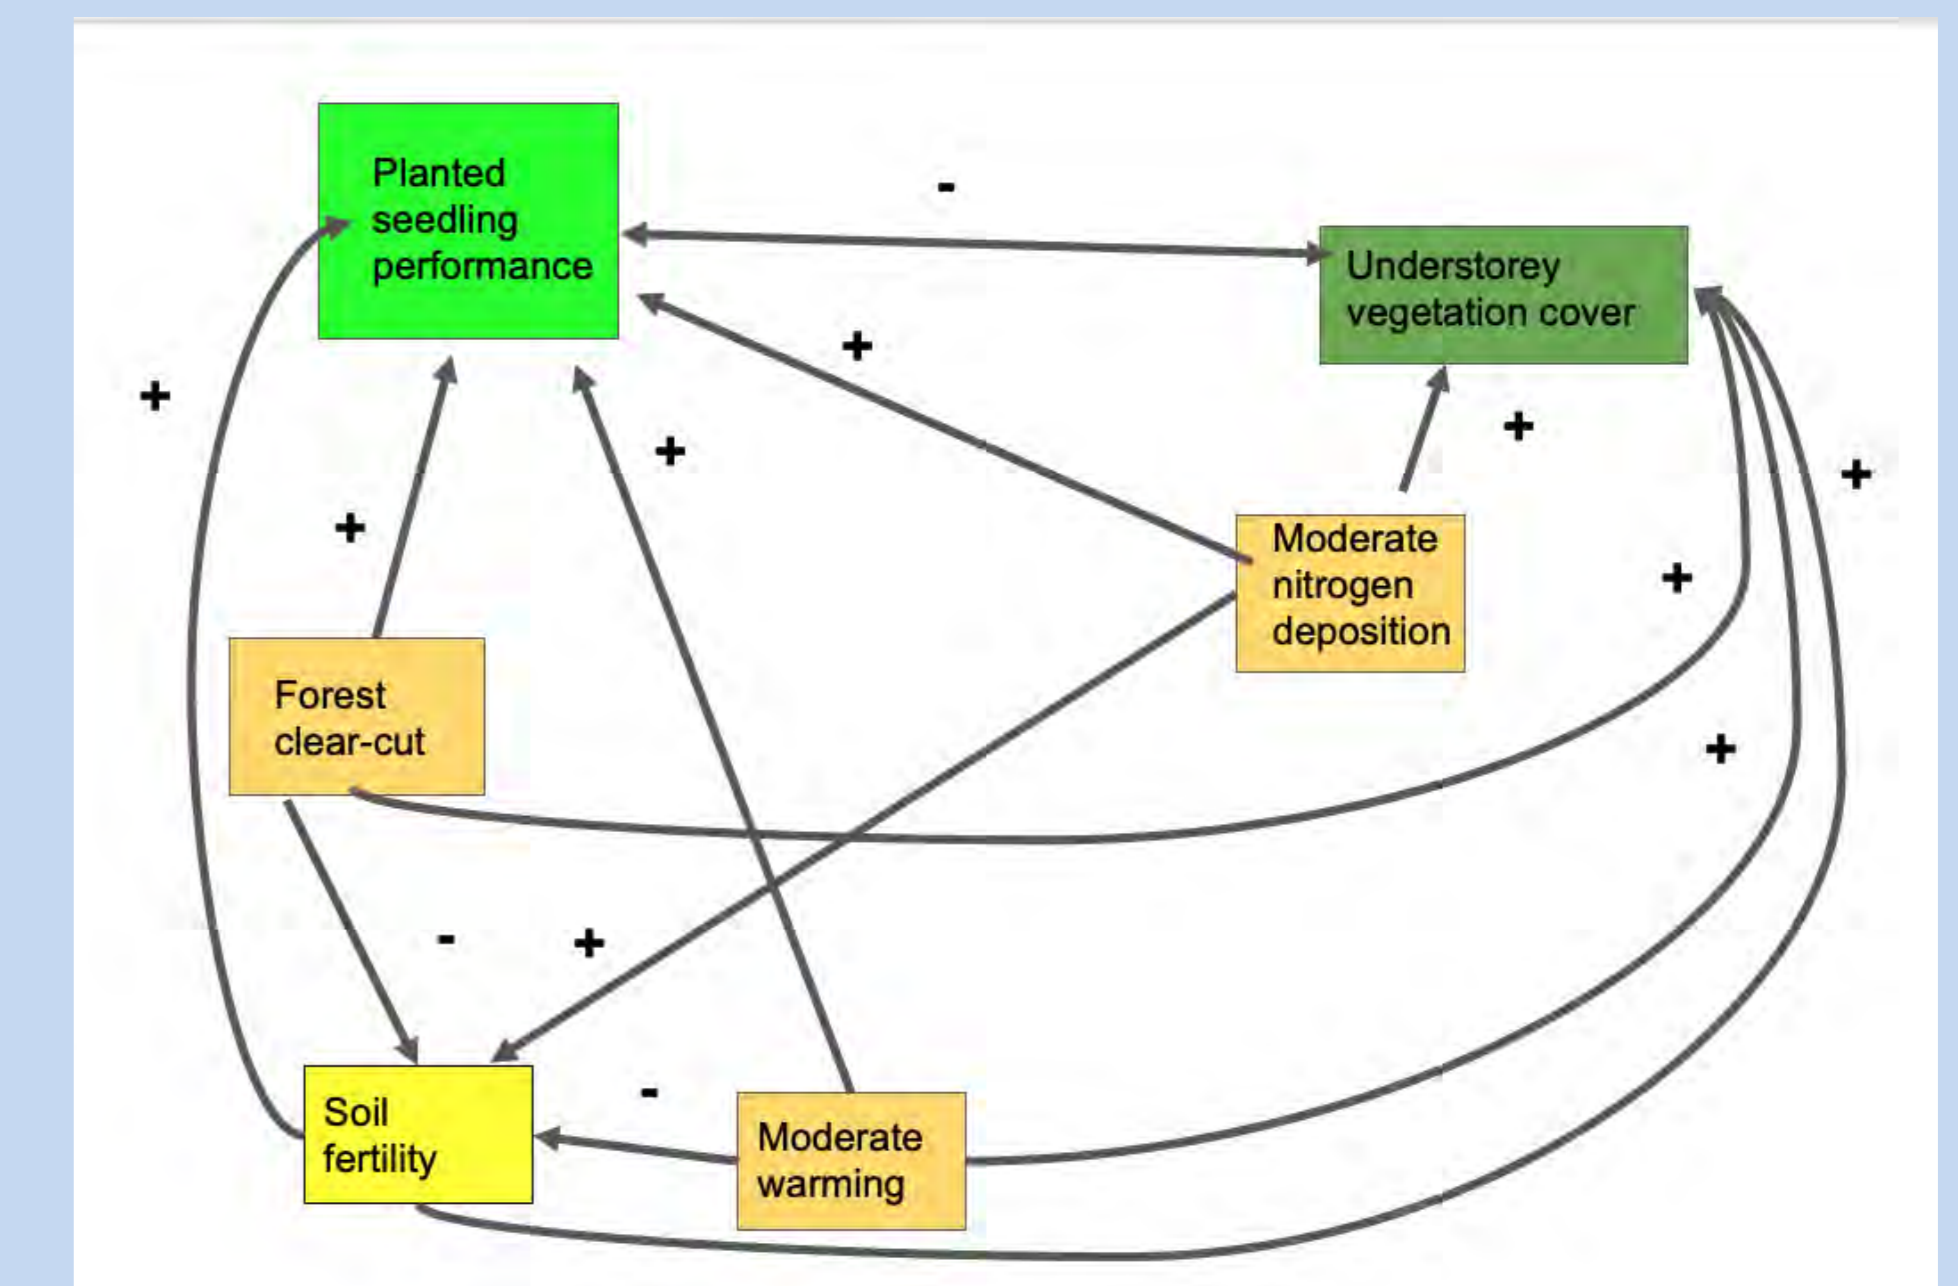 Planted
seedling
performance
-
Understorey
vegetation cover
+
+
+
+
+
+
Moderate
nitrogen
deposition
+
+
Forest
clear-cut
+
-
+
-
Soil
fertility
Moderate
warming